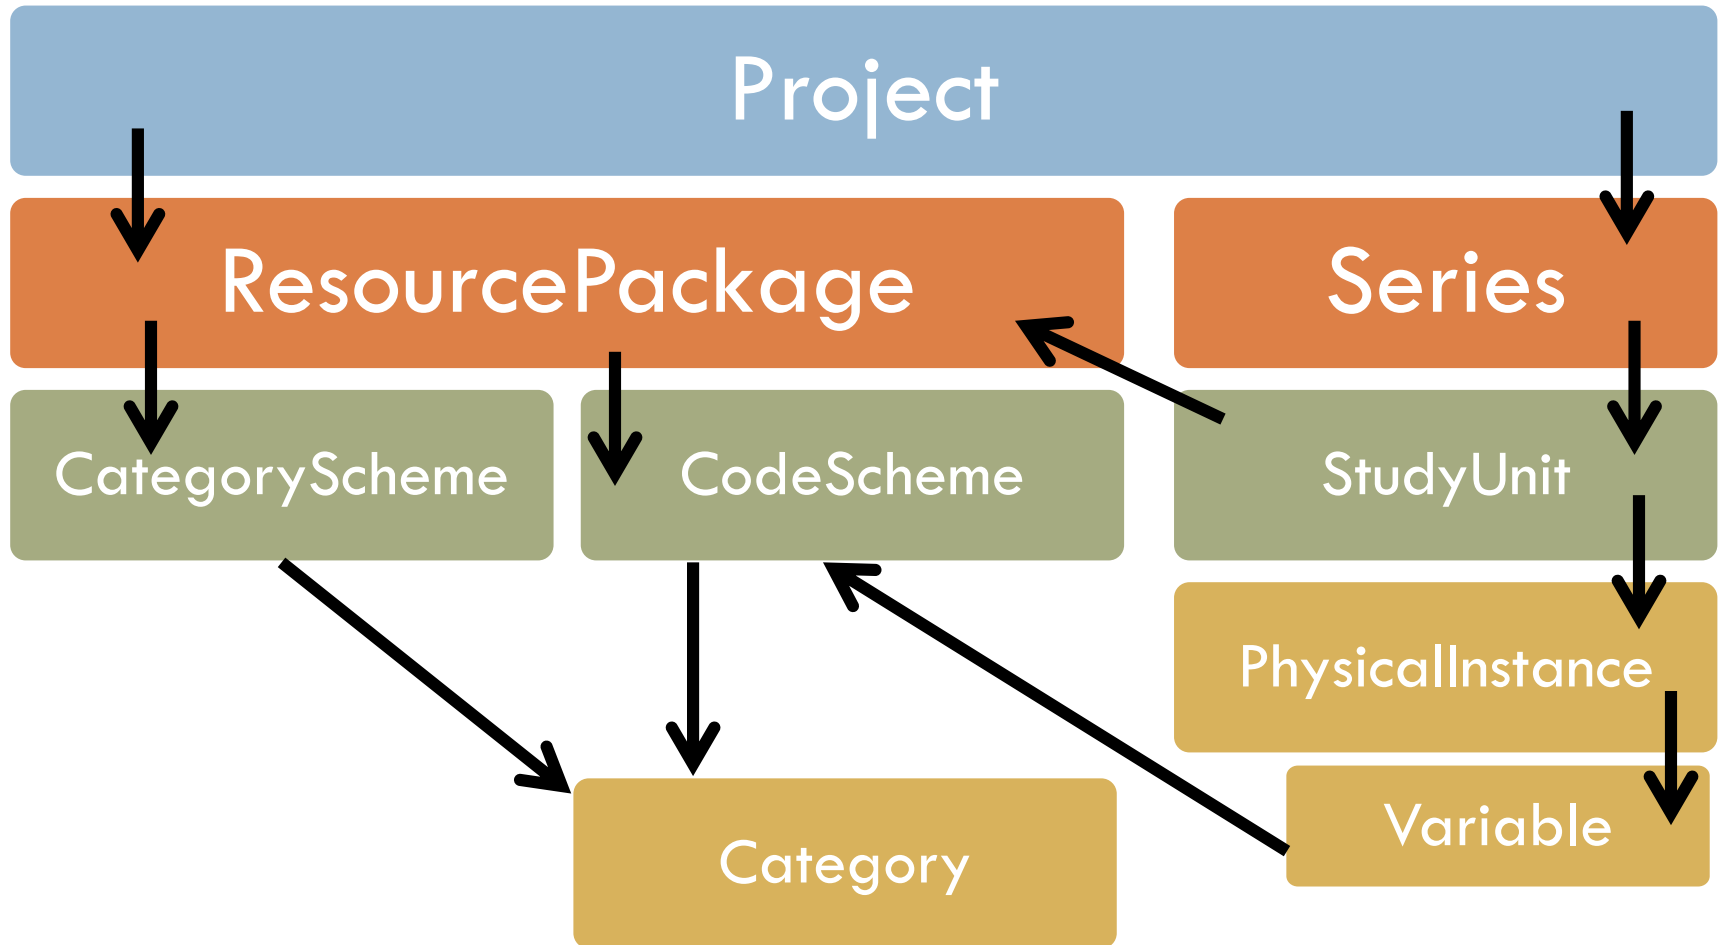 Project
ResourcePackage
Series
CategoryScheme
CodeScheme
StudyUnit
PhysicalInstance
Variable
Category